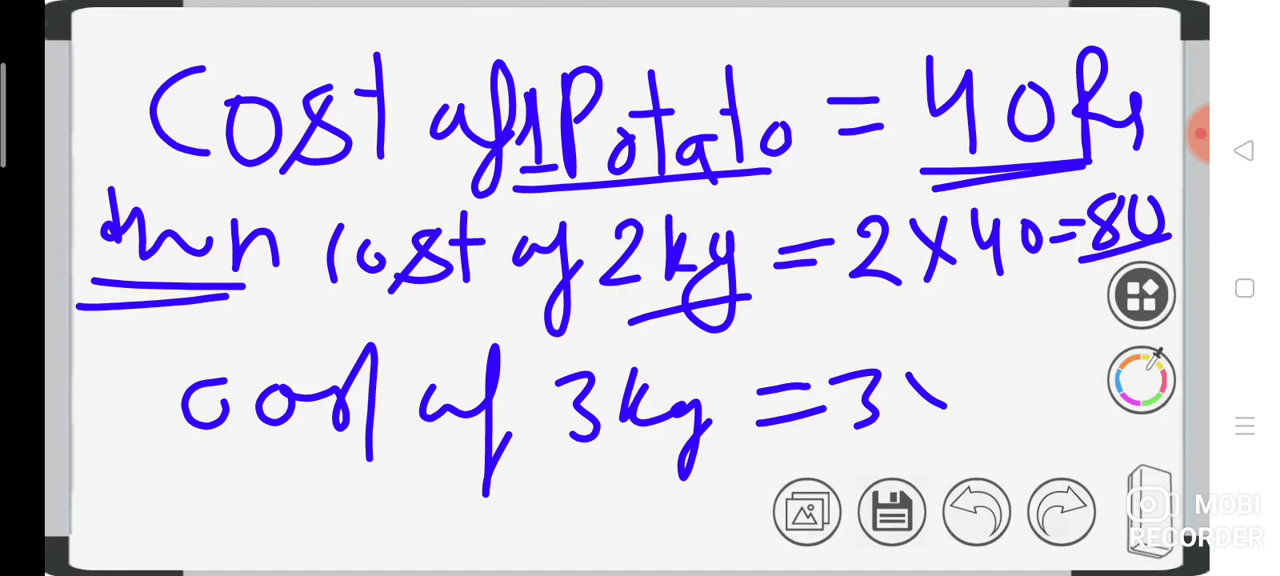 Cost of 1 Potato = 40 Rs
then cost of 2 kg = 2 × 40 = 80
cost of 3 kg = 3
MOBI
RECORDER